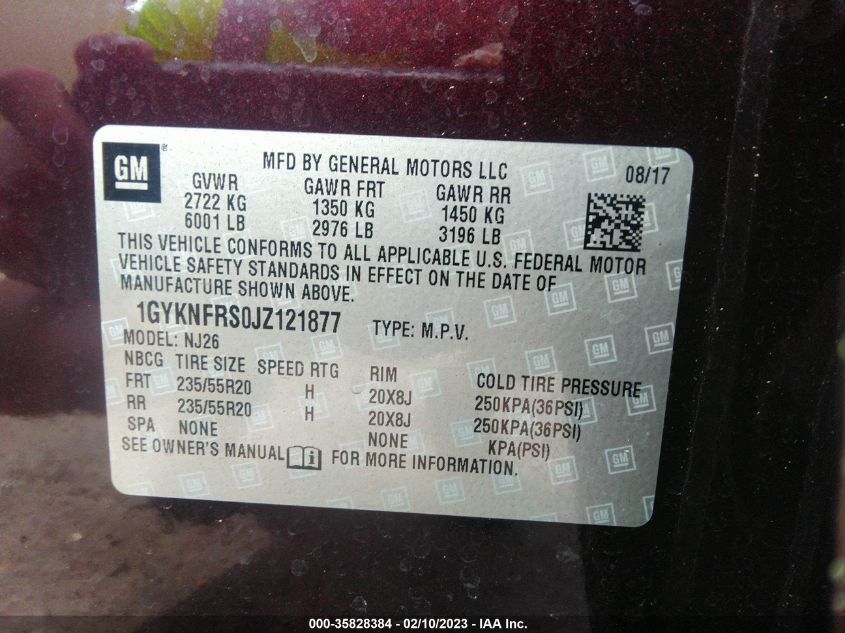 GM
MFD BY GENERAL MOTORS LLC 08/17
GVWR GAWR FRT GAWR RR
2722 KG 1350 KG 1450 KG
6001 LB 2976 LB 3196 LB
THIS VEHICLE CONFORMS TO ALL APPLICABLE U.S. FEDERAL MOTOR
VEHICLE SAFETY STANDARDS IN EFFECT ON THE DATE OF
MANUFACTURE SHOWN ABOVE.
1GYKNFRS0JZ121877 TYPE: M.P.V.
MODEL: NJ26
NBCG TIRE SIZE SPEED RTG RIM COLD TIRE PRESSURE
FRT 235/55R20 H 20X8J 250KPA(36PSI)
RR 235/55R20 H 20X8J 250KPA(36PSI)
SPA NONE NONE KPA(PSI)
SEE OWNER'S MANUAL FOR MORE INFORMATION.
000-35828384 - 02/10/2023 - IAA Inc.